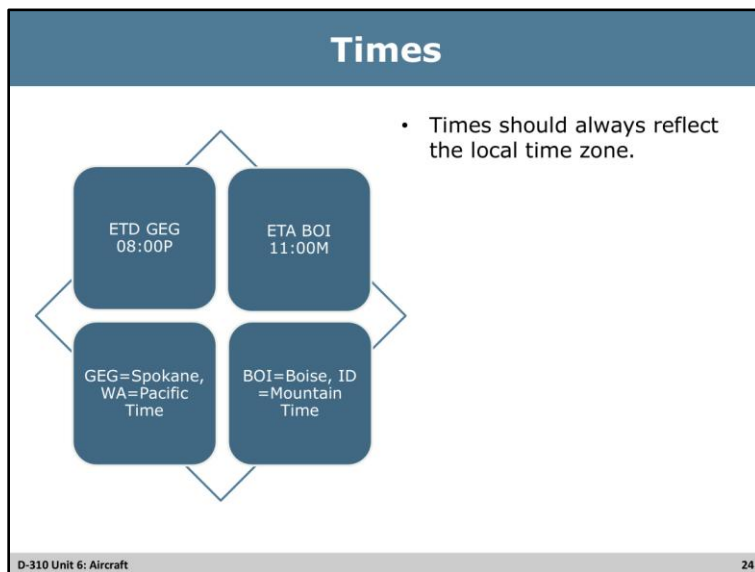 Times
• Times should always reflect
the local time zone.
ETD GEG
08:00P
ETA BOI
11:00M
GEG=Spokane,
WA=Pacific
Time
BOI=Boise, ID
=Mountain
Time
D-310 Unit 6: Aircraft
24